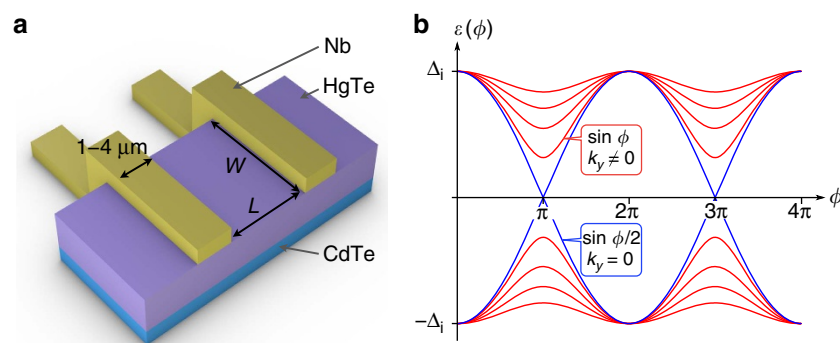 a
Nb
HgTe
1–4 μm
W
L
CdTe
b
ε(ϕ)
Δi
sin ϕ
ky ≠ 0
π
2π
3π
4π
ϕ
sin ϕ/2
ky = 0
−Δi